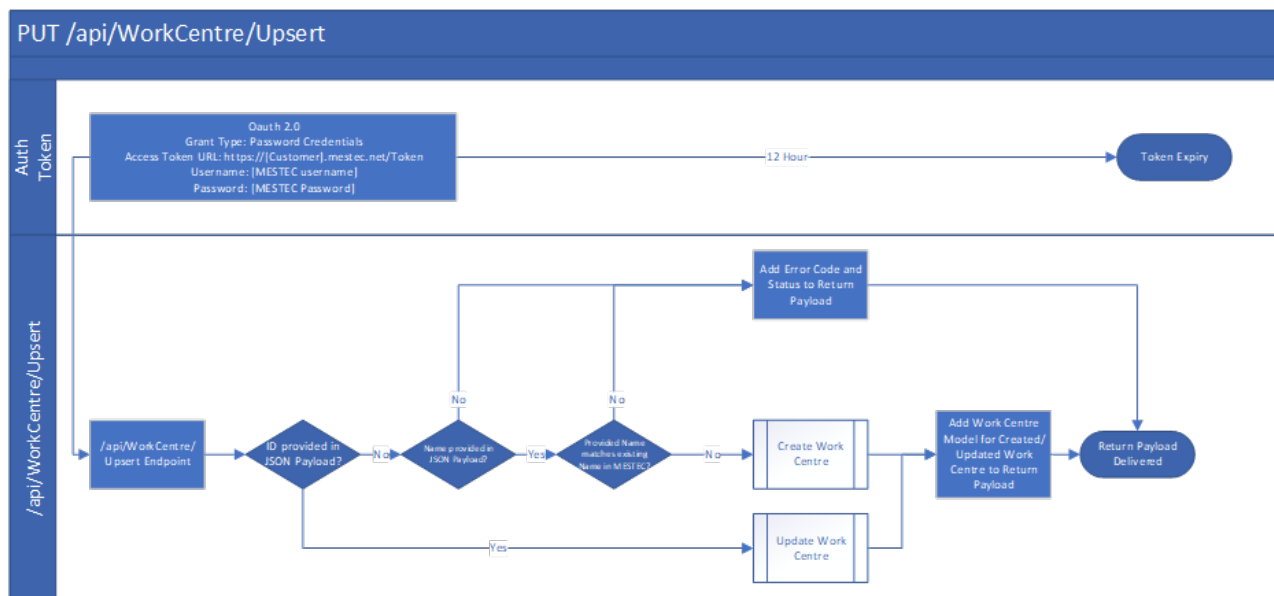 PUT /api/WorkCentre/Upsert
Auth
Token
Oauth 2.0
Grant Type: Password Credentials
Access Token URL: https://[Customer].mestec.net/Token
Username: [MESTEC username]
Password: [MESTEC Password]
12 Hour
Token Expiry
/api/WorkCentre/Upsert
Add Error Code and
Status to Return
Payload
No
No
/api/WorkCentre/
Upsert Endpoint
ID provided in
JSON Payload?
No
Name provided in
JSON Payload?
Yes
Provided Name
matches existing
Name in MESTEC?
No
Create Work
Centre
Add Work Centre
Model for Created/
Updated Work
Centre to Return
Payload
Return Payload
Delivered
Yes
Update Work
Centre